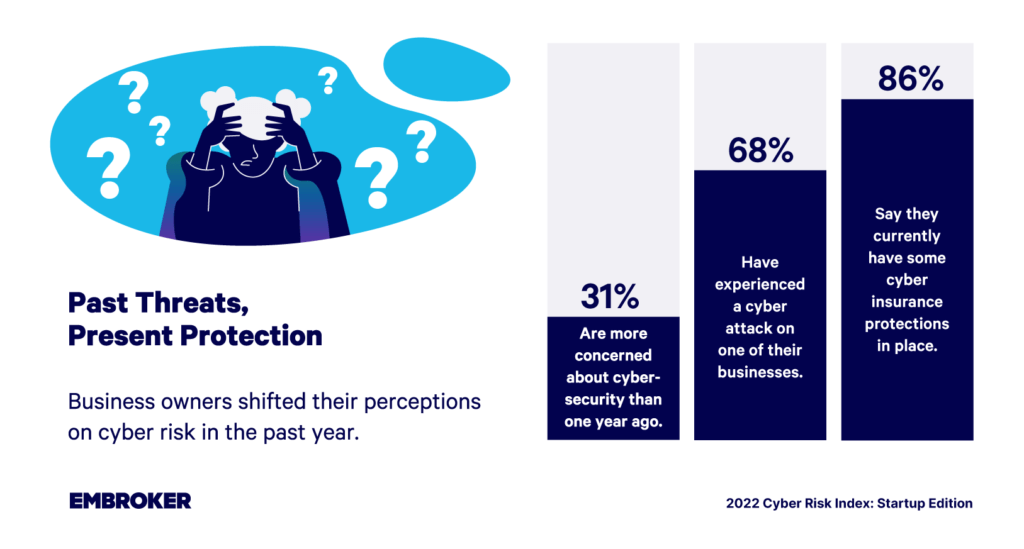 ? ? ? ? ? ?
Past Threats,
Present Protection
Business owners shifted their perceptions
on cyber risk in the past year.
EMBROKER
31%
Are more
concerned
about cyber-
security than
one year ago.
68%
Have
experienced
a cyber
attack on
one of their
businesses.
86%
Say they
currently
have some
cyber
insurance
protections
in place.
2022 Cyber Risk Index: Startup Edition